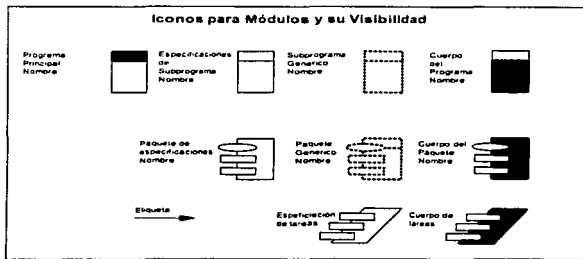 Iconos para Módulos y su Visibilidad
Programa
Principal
Nombre
Especificaciones
de
Subprograma
Nombre
Subprograma
Generico
Nombre
Cuerpo
del
Programa
Nombre
Paquete de
especificaciones
Nombre
Paquete
Generico
Nombre
Cuerpo del
Paquete
Nombre
Etiqueta
Espeficieción
de tareas
Cuerpo de
tareas